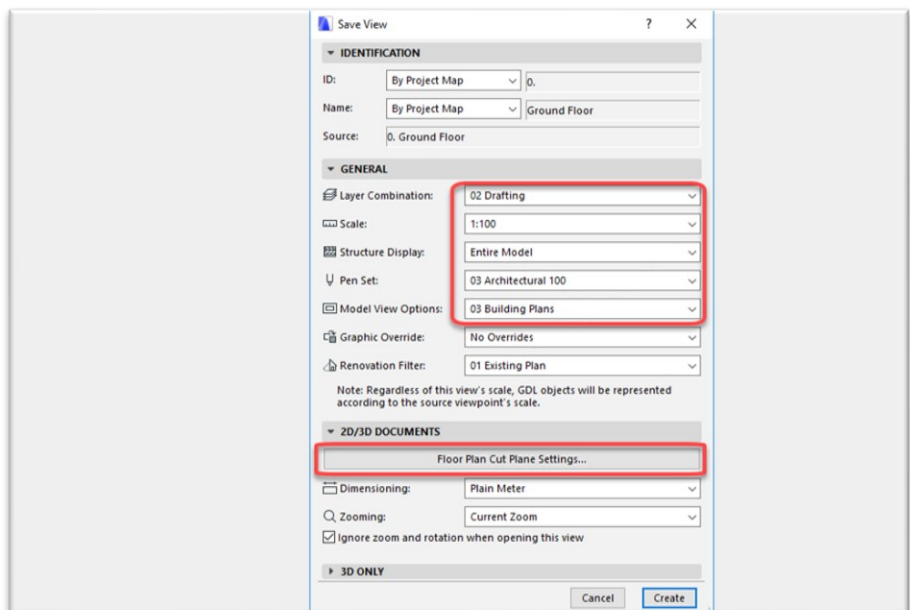 Save View ? X
IDENTIFICATION
ID: By Project Map 0.
Name: By Project Map Ground Floor
Source: 0. Ground Floor
GENERAL
Layer Combination: 02 Drafting
Scale: 1:100
Structure Display: Entire Model
Pen Set: 03 Architectural 100
Model View Options: 03 Building Plans
Graphic Override: No Overrides
Renovation Filter: 01 Existing Plan
Note: Regardless of this view's scale, GDL objects will be represented
according to the source viewpoint's scale.
2D/3D DOCUMENTS
Floor Plan Cut Plane Settings...
Dimensioning: Plain Meter
Zooming: Current Zoom
Ignore zoom and rotation when opening this view
3D ONLY
Cancel Create